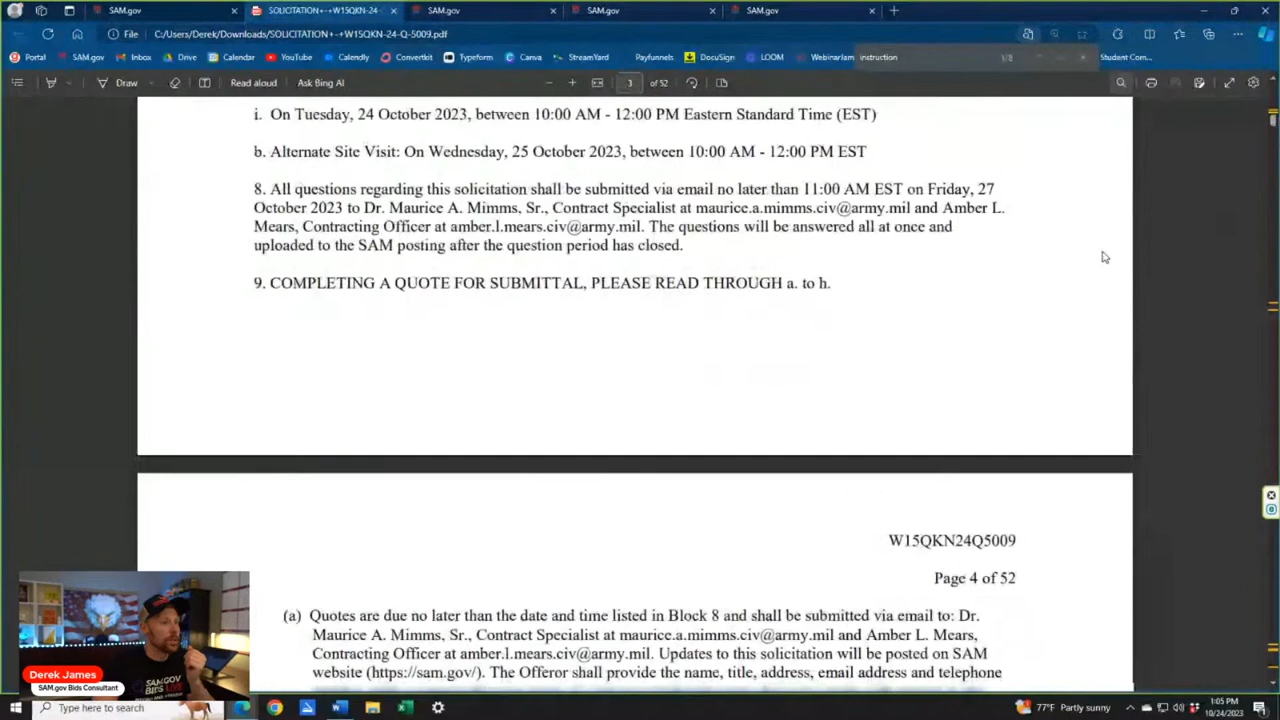 SAM.gov
SOLICITATION+-+W15QKN-24
SAM.gov
SAM.gov
SAM.gov
File
C:/Users/Derek/Downloads/SOLICITATION+-+W15QKN-24-Q-5009.pdf
Portal
SAM.gov
Inbox
Drive
Calendar
YouTube
Calendly
Convertkit
Typeform
Canva
StreamYard
Payfunnels
DocuSign
LOOM
WebinarJam
instruction
1/8
Student Com...
Draw
Read aloud
Ask Bing AI
3
of 52
i. On Tuesday, 24 October 2023, between 10:00 AM - 12:00 PM Eastern Standard Time (EST)
b. Alternate Site Visit: On Wednesday, 25 October 2023, between 10:00 AM - 12:00 PM EST
8. All questions regarding this solicitation shall be submitted via email no later than 11:00 AM EST on Friday, 27
October 2023 to Dr. Maurice A. Mimms, Sr., Contract Specialist at maurice.a.mimms.civ@army.mil and Amber L.
Mears, Contracting Officer at amber.l.mears.civ@army.mil. The questions will be answered all at once and
uploaded to the SAM posting after the question period has closed.
9. COMPLETING A QUOTE FOR SUBMITTAL, PLEASE READ THROUGH a. to h.
W15QKN24Q5009
Page 4 of 52
(a) Quotes are due no later than the date and time listed in Block 8 and shall be submitted via email to: Dr.
Maurice A. Mimms, Sr., Contract Specialist at maurice.a.mimms.civ@army.mil and Amber L. Mears,
Contracting Officer at amber.l.mears.civ@army.mil. Updates to this solicitation will be posted on SAM
website (https://sam.gov/). The Offeror shall provide the name, title, address, email address and telephone
Derek James
SAM.gov Bids Consultant
Type here to search
77°F Partly sunny
1:05 PM
10/24/2023